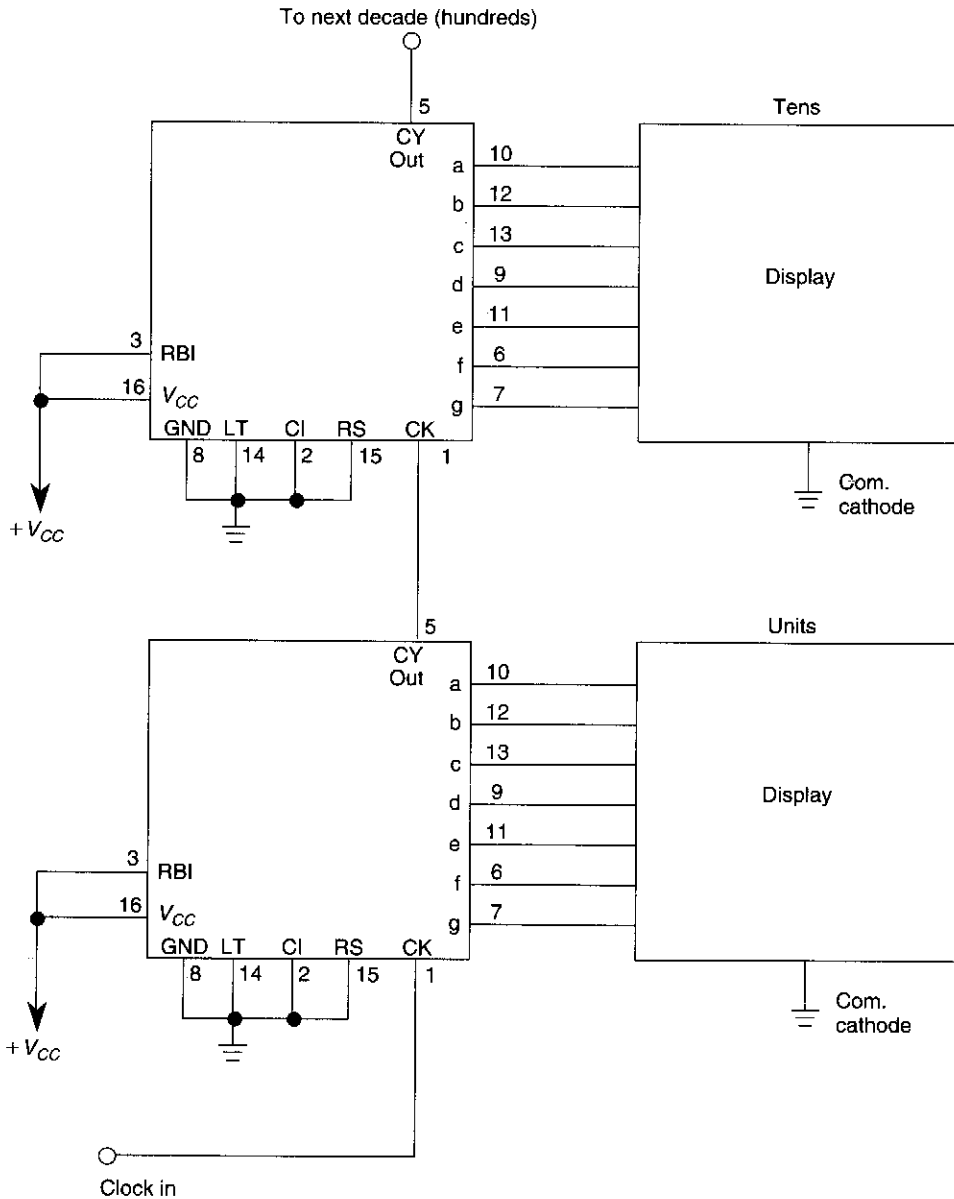 To next decade (hundreds)
5
CY
Out
Tens
a 10
b 12
c 13
d 9
e 11
f 6
g 7
Display
3 RBI
16 VCC
GND LT CI RS CK
8 14 2 15 1
+VCC
Com.
cathode
5
CY
Out
Units
a 10
b 12
c 13
d 9
e 11
f 6
g 7
Display
3 RBI
16 VCC
GND LT CI RS CK
8 14 2 15 1
+VCC
Com.
cathode
Clock in